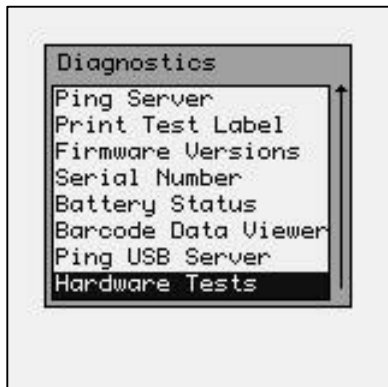 Diagnostics
Ping Server
Print Test Label
Firmware Versions
Serial Number
Battery Status
Barcode Data Viewer
Ping USB Server
Hardware Tests